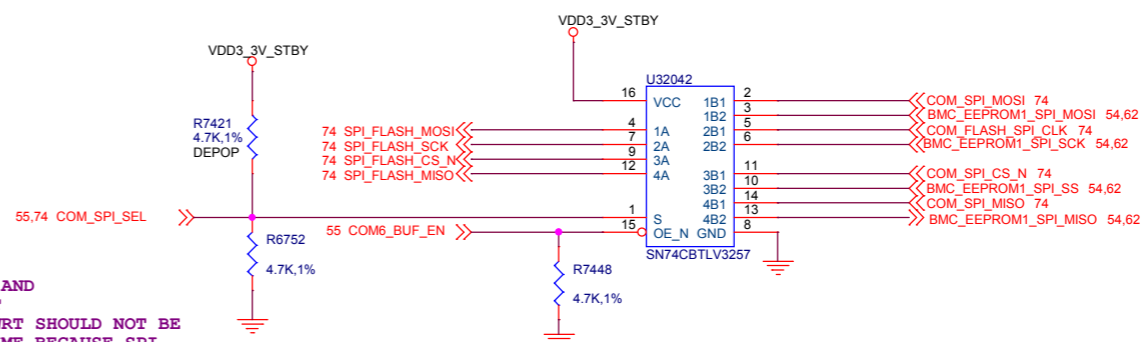 VDD3_3V_STBY
VDD3_3V_STBY
R7421
4.7K,1%
DEPOP
U32042
16 VCC
1B1 2 COM_SPI_MOSI 74
1B2 3 BMC_EEPROM1_SPI_MOSI 54,62
74 SPI_FLASH_MOSI 4 1A
2B1 5 COM_FLASH_SPI_CLK 74
74 SPI_FLASH_SCK 7 2A
2B2 6 BMC_EEPROM1_SPI_SCK 54,62
74 SPI_FLASH_CS_N 9 3A
74 SPI_FLASH_MISO 12 4A
3B1 11 COM_SPI_CS_N 74
3B2 10 BMC_EEPROM1_SPI_SS 54,62
4B1 14 COM_SPI_MISO 74
55,74 COM_SPI_SEL 1 S
4B2 13 BMC_EEPROM1_SPI_MISO 54,62
55 COM6_BUF_EN 15 OE_N
GND 8
SN74CBTLV3257
R6752
4.7K,1%
R7448
4.7K,1%
AND
URT SHOULD NOT BE
ME BECAUSE SPI